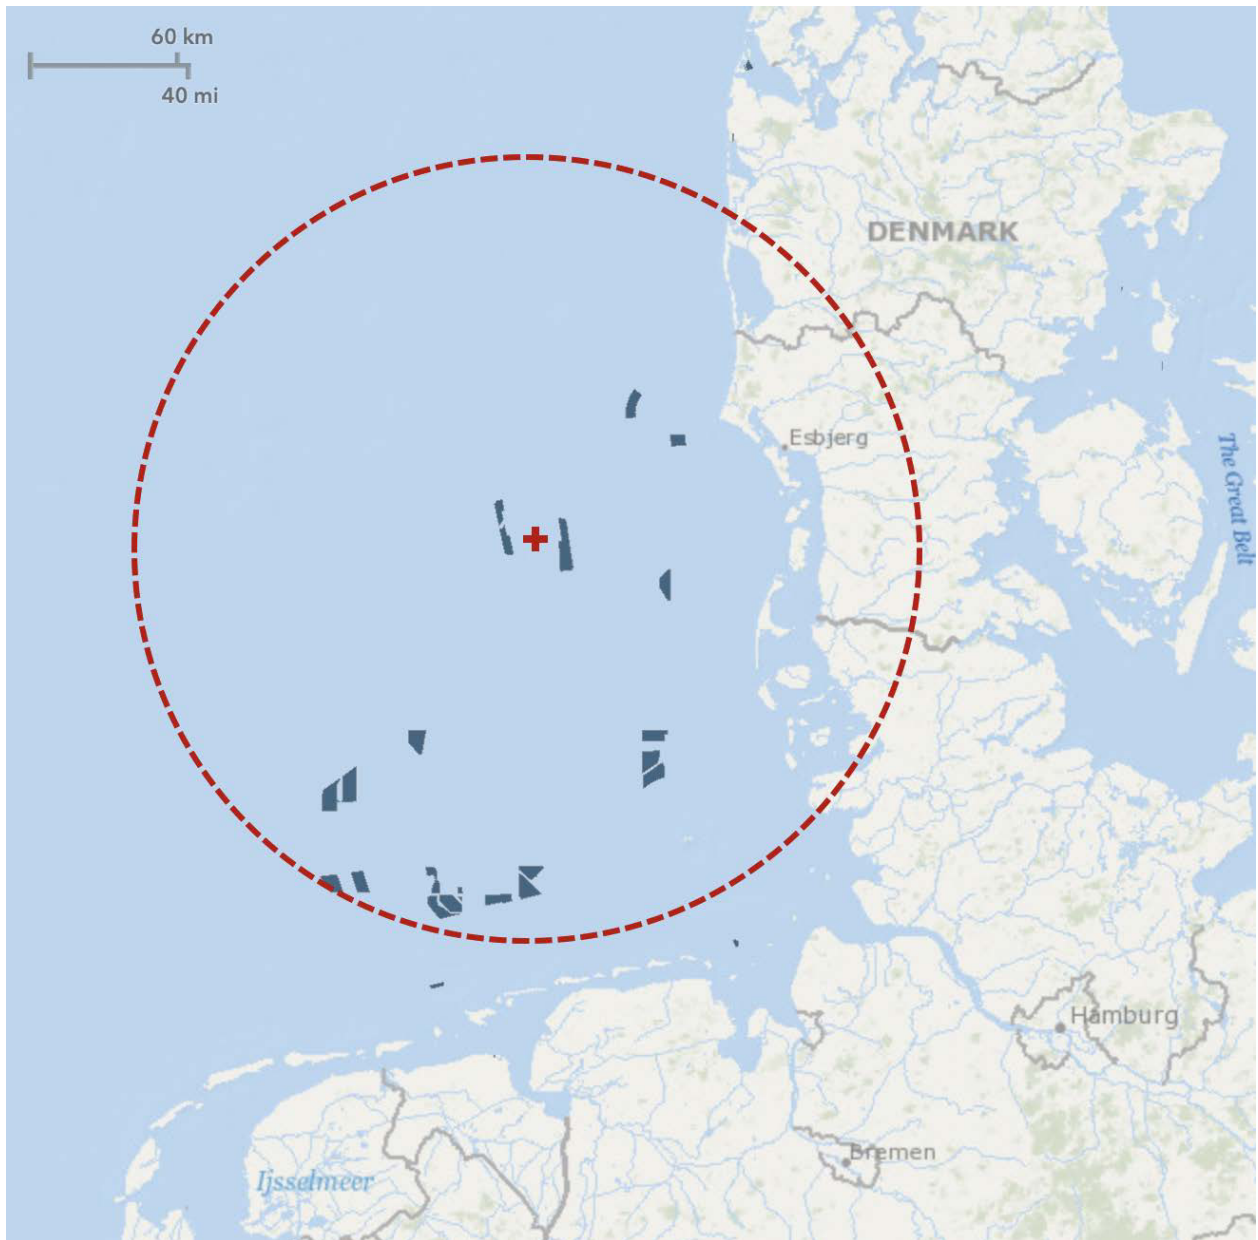 60 km
40 mi
DENMARK
Esbjerg
The Great Belt
Hamburg
Bremen
Ijsselmeer